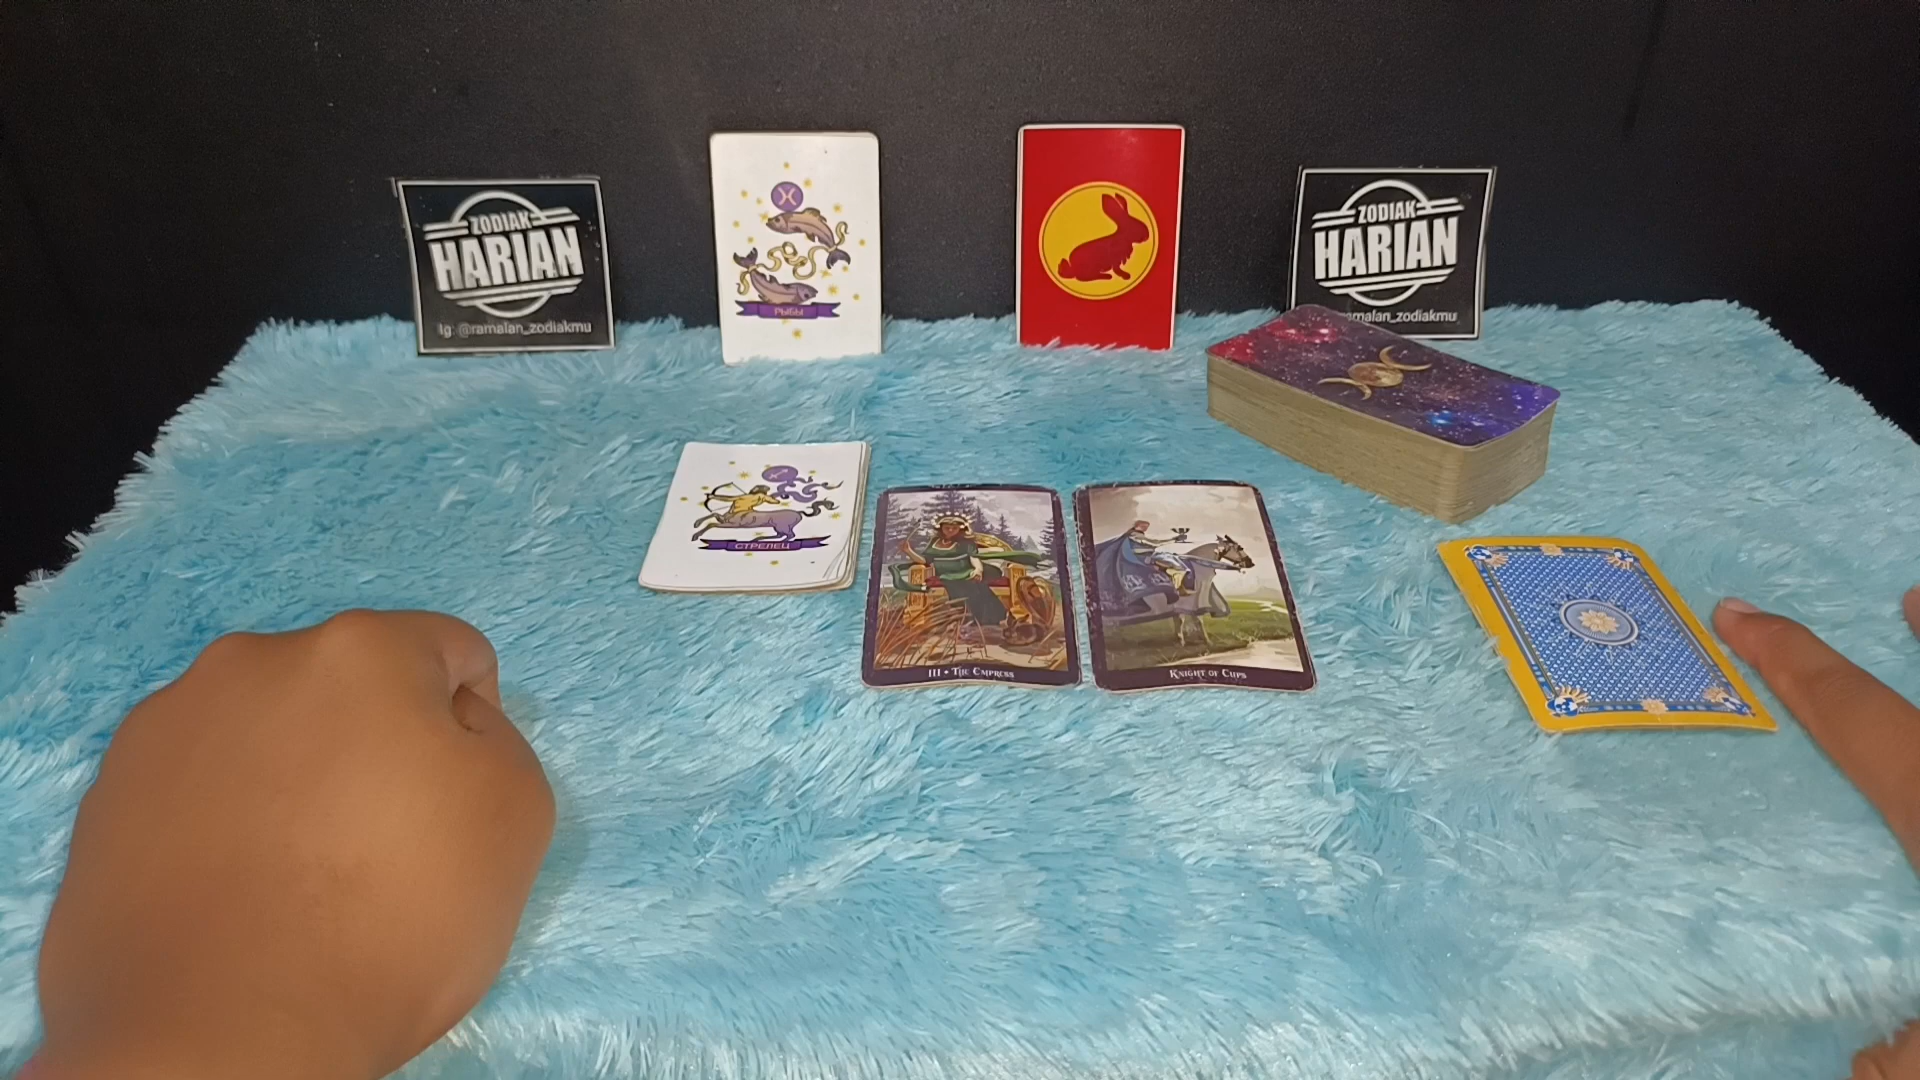 ZODIAK
HARIAN
Ig: @ramalan_zodiakmu
РЫБЫ
ZODIAK
HARIAN
ramalan_zodiakmu
СТРЕЛЕЦ
III • THE EMPRESS
KNIGHT OF CUPS